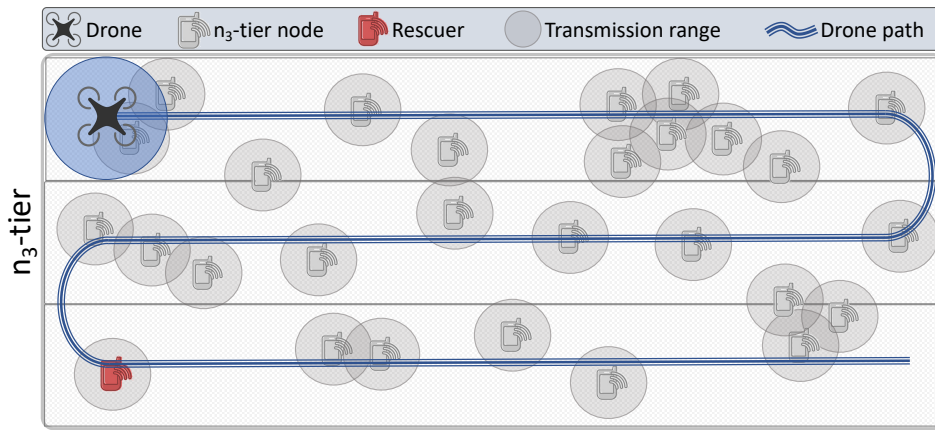 Drone n₃-tier node Rescuer Transmission range Drone path
n₃-tier